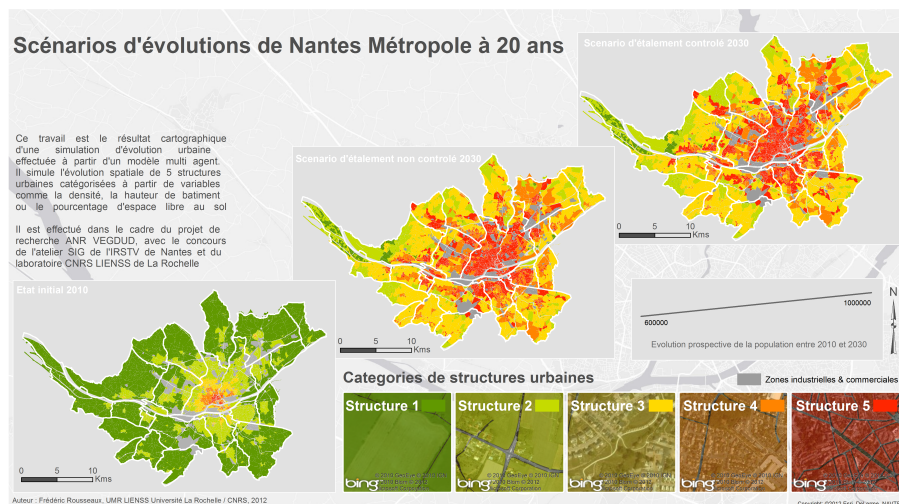 Scénarios d'évolutions de Nantes Métropole à 20 ans
Scenario d'étalement controlé 2030
Ce travail est le résultat cartographique
d'une simulation d'évolution urbaine
effectuée à partir d'un modèle multi agent.
Il simule l'évolution spatiale de 5 structures
urbaines catégorisées à partir de variables
comme la densité, la hauteur de batiment
ou le pourcentage d'espace libre au sol
Il est effectué dans le cadre du projet de
recherche ANR VEGDUD, avec le concours
de l'atelier SIG de l'IRSTV de Nantes et du
laboratoire CNRS LIENSS de La Rochelle
Scenario d'étalement non controlé 2030
0 5 10
Kms
0 5 10
Kms
Etat initial 2010
0 5 10
Kms
600000
1000000
Evolution prospective de la population entre 2010 et 2030
N
Categories de structures urbaines
Zones industrielles & commerciales
Structure 1
Structure 2
Structure 3
Structure 4
Structure 5
bing
bing
bing
bing
bing
Auteur : Frédéric Rousseaux, UMR LIENSS Université La Rochelle / CNRS, 2012
Copyright: ©2012 Esri,